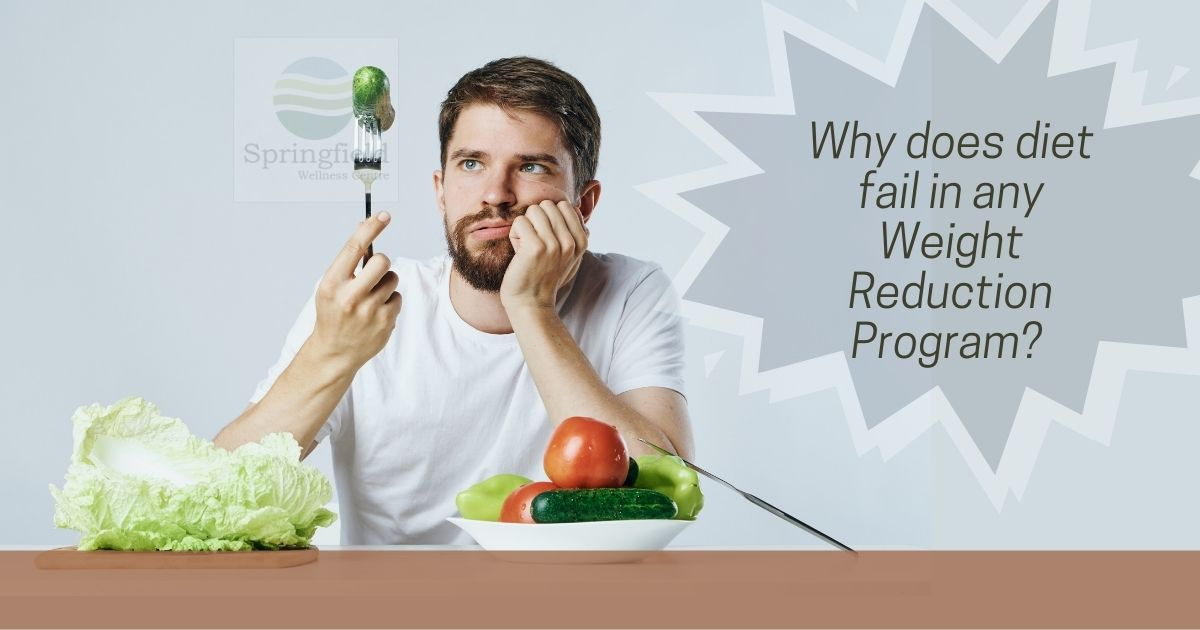 Springfield
Wellness Centre
Why does diet
fail in any
Weight
Reduction
Program?